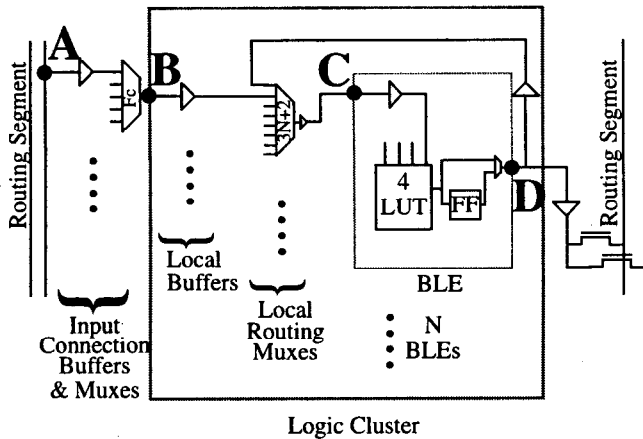 Routing Segment
A
Fc
B
3N+2
C
4
LUT
FF
D
Routing Segment
BLE
Local
Buffers
Local
Routing
Muxes
N
BLEs
Input
Connection
Buffers
& Muxes
Logic Cluster